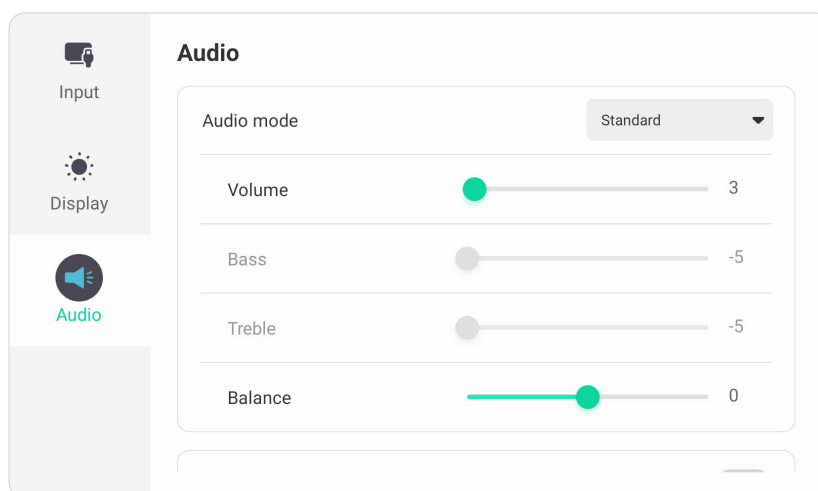 Audio
Input
Audio mode
Standard
Volume
3
Display
Bass
-5
Audio
Treble
-5
Balance
0